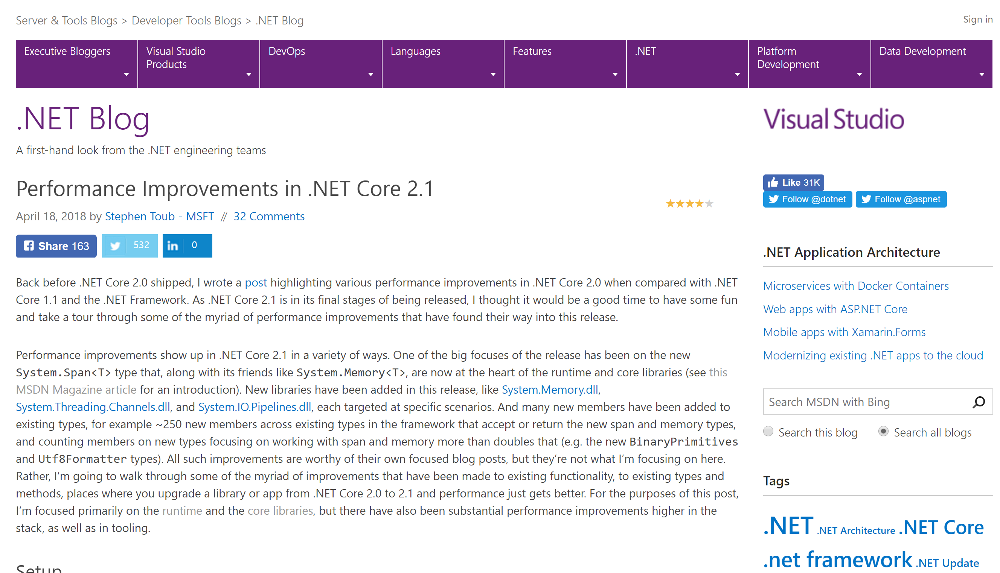 Server & Tools Blogs > Developer Tools Blogs > .NET Blog
Sign in
Executive Bloggers
Visual Studio
Products
DevOps
Languages
Features
.NET
Platform
Development
Data Development
.NET Blog
A first-hand look from the .NET engineering teams
Performance Improvements in .NET Core 2.1
April 18, 2018 by Stephen Toub - MSFT // 32 Comments
Share 163
532
in 0
Back before .NET Core 2.0 shipped, I wrote a post highlighting various performance improvements in .NET Core 2.0 when compared with .NET
Core 1.1 and the .NET Framework. As .NET Core 2.1 is in its final stages of being released, I thought it would be a good time to have some fun
and take a tour through some of the myriad of performance improvements that have found their way into this release.
Performance improvements show up in .NET Core 2.1 in a variety of ways. One of the big focuses of the release has been on the new
System.Span<T> type that, along with its friends like System.Memory<T>, are now at the heart of the runtime and core libraries (see this
MSDN Magazine article for an introduction). New libraries have been added in this release, like System.Memory.dll,
System.Threading.Channels.dll, and System.IO.Pipelines.dll, each targeted at specific scenarios. And many new members have been added to
existing types, for example ~250 new members across existing types in the framework that accept or return the new span and memory types,
and counting members on new types focusing on working with span and memory more than doubles that (e.g. the new BinaryPrimitives
and Utf8Formatter types). All such improvements are worthy of their own focused blog posts, but they’re not what I’m focusing on here.
Rather, I’m going to walk through some of the myriad of improvements that have been made to existing functionality, to existing types and
methods, places where you upgrade a library or app from .NET Core 2.0 to 2.1 and performance just gets better. For the purposes of this post,
I’m focused primarily on the runtime and the core libraries, but there have also been substantial performance improvements higher in the
stack, as well as in tooling.
Setup
Visual Studio
Like 31K
Follow @dotnet
Follow @aspnet
.NET Application Architecture
Microservices with Docker Containers
Web apps with ASP.NET Core
Mobile apps with Xamarin.Forms
Modernizing existing .NET apps to the cloud
Search MSDN with Bing
Search this blog
Search all blogs
Tags
.NET .NET Architecture .NET Core
.net framework .NET Update